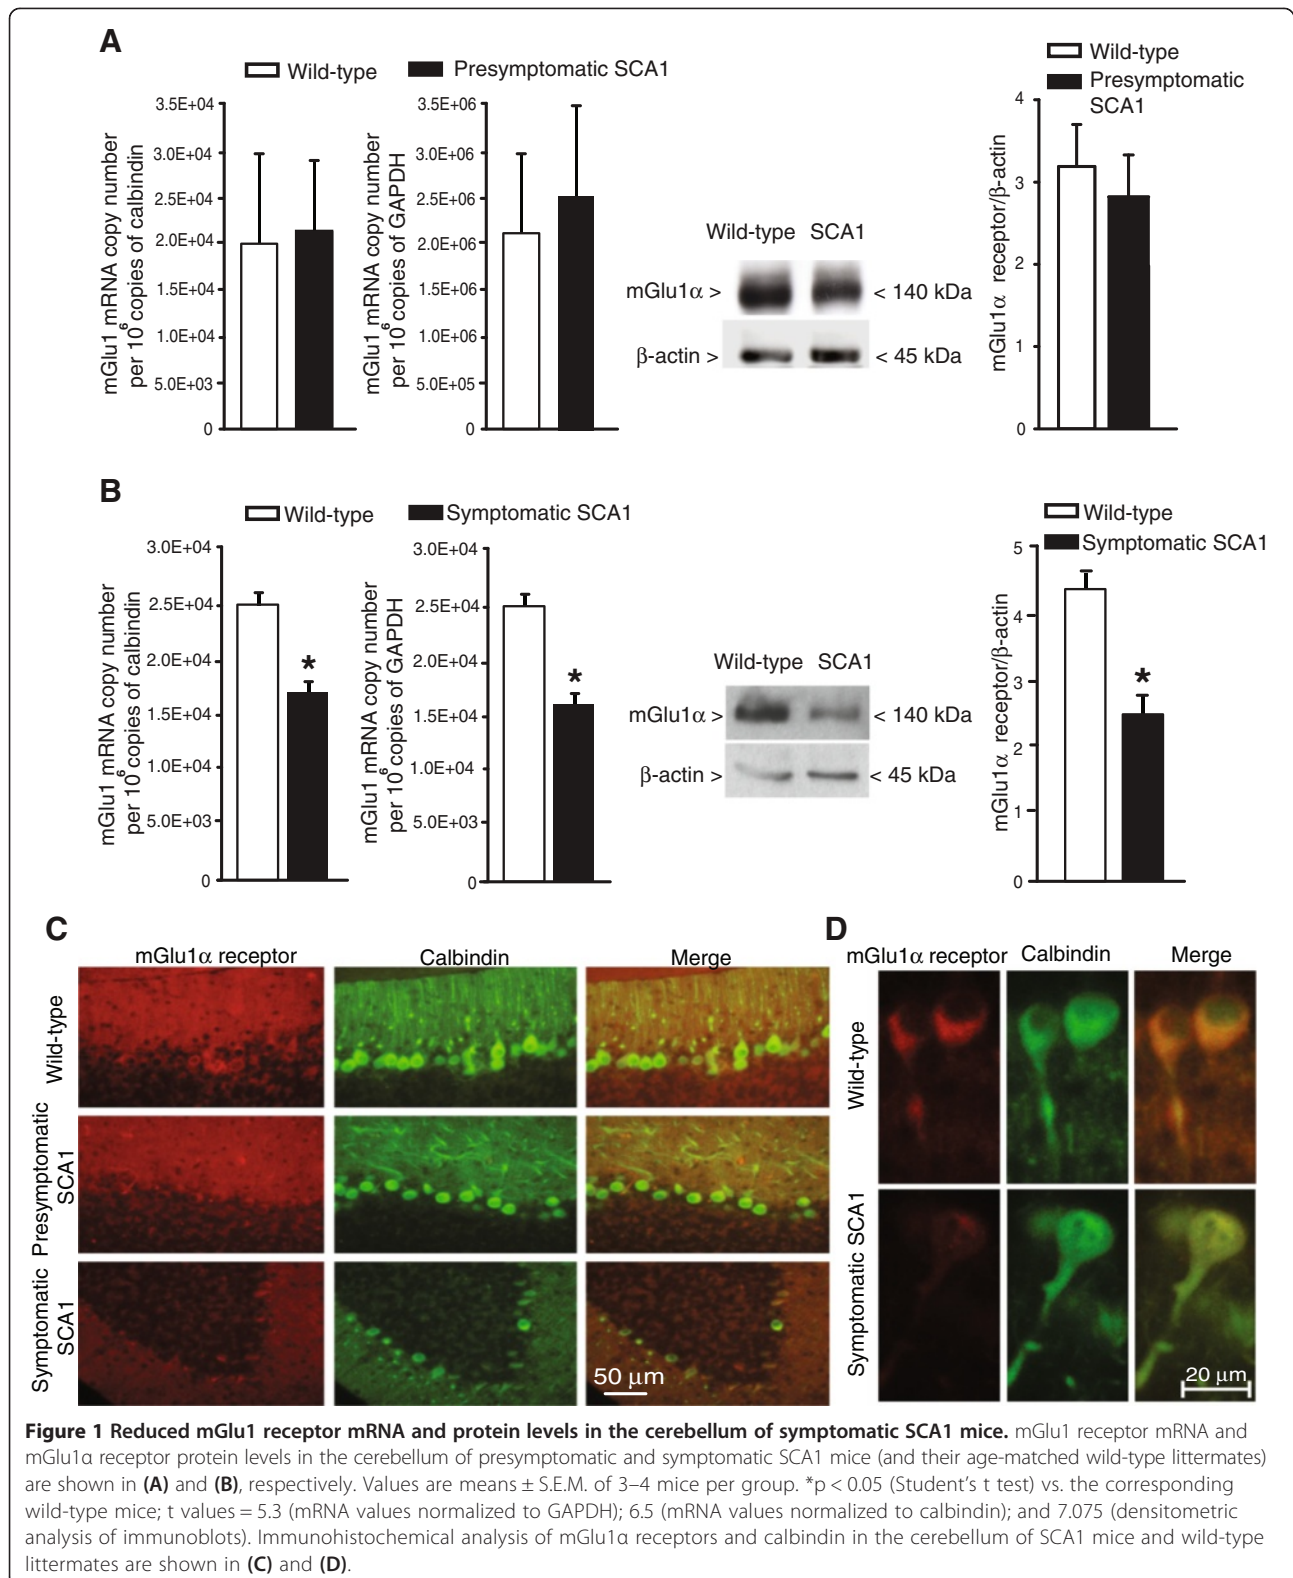 A
Wild-type
Presymptomatic SCA1
mGlu1 mRNA copy number
per 10⁶ copies of calbindin
3.5E+04
3.0E+04
2.5E+04
2.0E+04
1.5E+04
1.0E+04
5.0E+03
0
mGlu1 mRNA copy number
per 10⁶ copies of GAPDH
3.5E+06
3.0E+06
2.5E+06
2.0E+06
1.5E+06
1.0E+06
5.0E+05
0
Wild-type SCA1
mGlu1α > < 140 kDa
β-actin > < 45 kDa
Wild-type
Presymptomatic
SCA1
mGlu1α receptor/β-actin
4
3
2
1
0
B
Wild-type
Symptomatic SCA1
mGlu1 mRNA copy number
per 10⁶ copies of calbindin
3.0E+04
2.5E+04
2.0E+04
1.5E+04
1.0E+04
5.0E+03
0
*
mGlu1 mRNA copy number
per 10⁶ copies of GAPDH
3.0E+04
2.5E+04
2.0E+04
1.5E+04
1.0E+04
5.0E+03
0
*
Wild-type SCA1
mGlu1α > < 140 kDa
β-actin > < 45 kDa
Wild-type
Symptomatic SCA1
mGlu1α receptor/β-actin
5
4
3
2
1
0
*
C
mGlu1α receptor Calbindin Merge
Wild-type
Presymptomatic
SCA1
Symptomatic
SCA1
50 μm
D
mGlu1α receptor Calbindin Merge
Wild-type
Symptomatic SCA1
20 μm
Figure 1 Reduced mGlu1 receptor mRNA and protein levels in the cerebellum of symptomatic SCA1 mice. mGlu1 receptor mRNA and
mGlu1α receptor protein levels in the cerebellum of presymptomatic and symptomatic SCA1 mice (and their age-matched wild-type littermates)
are shown in (A) and (B), respectively. Values are means ± S.E.M. of 3–4 mice per group. *p < 0.05 (Student's t test) vs. the corresponding
wild-type mice; t values = 5.3 (mRNA values normalized to GAPDH); 6.5 (mRNA values normalized to calbindin); and 7.075 (densitometric
analysis of immunoblots). Immunohistochemical analysis of mGlu1α receptors and calbindin in the cerebellum of SCA1 mice and wild-type
littermates are shown in (C) and (D).